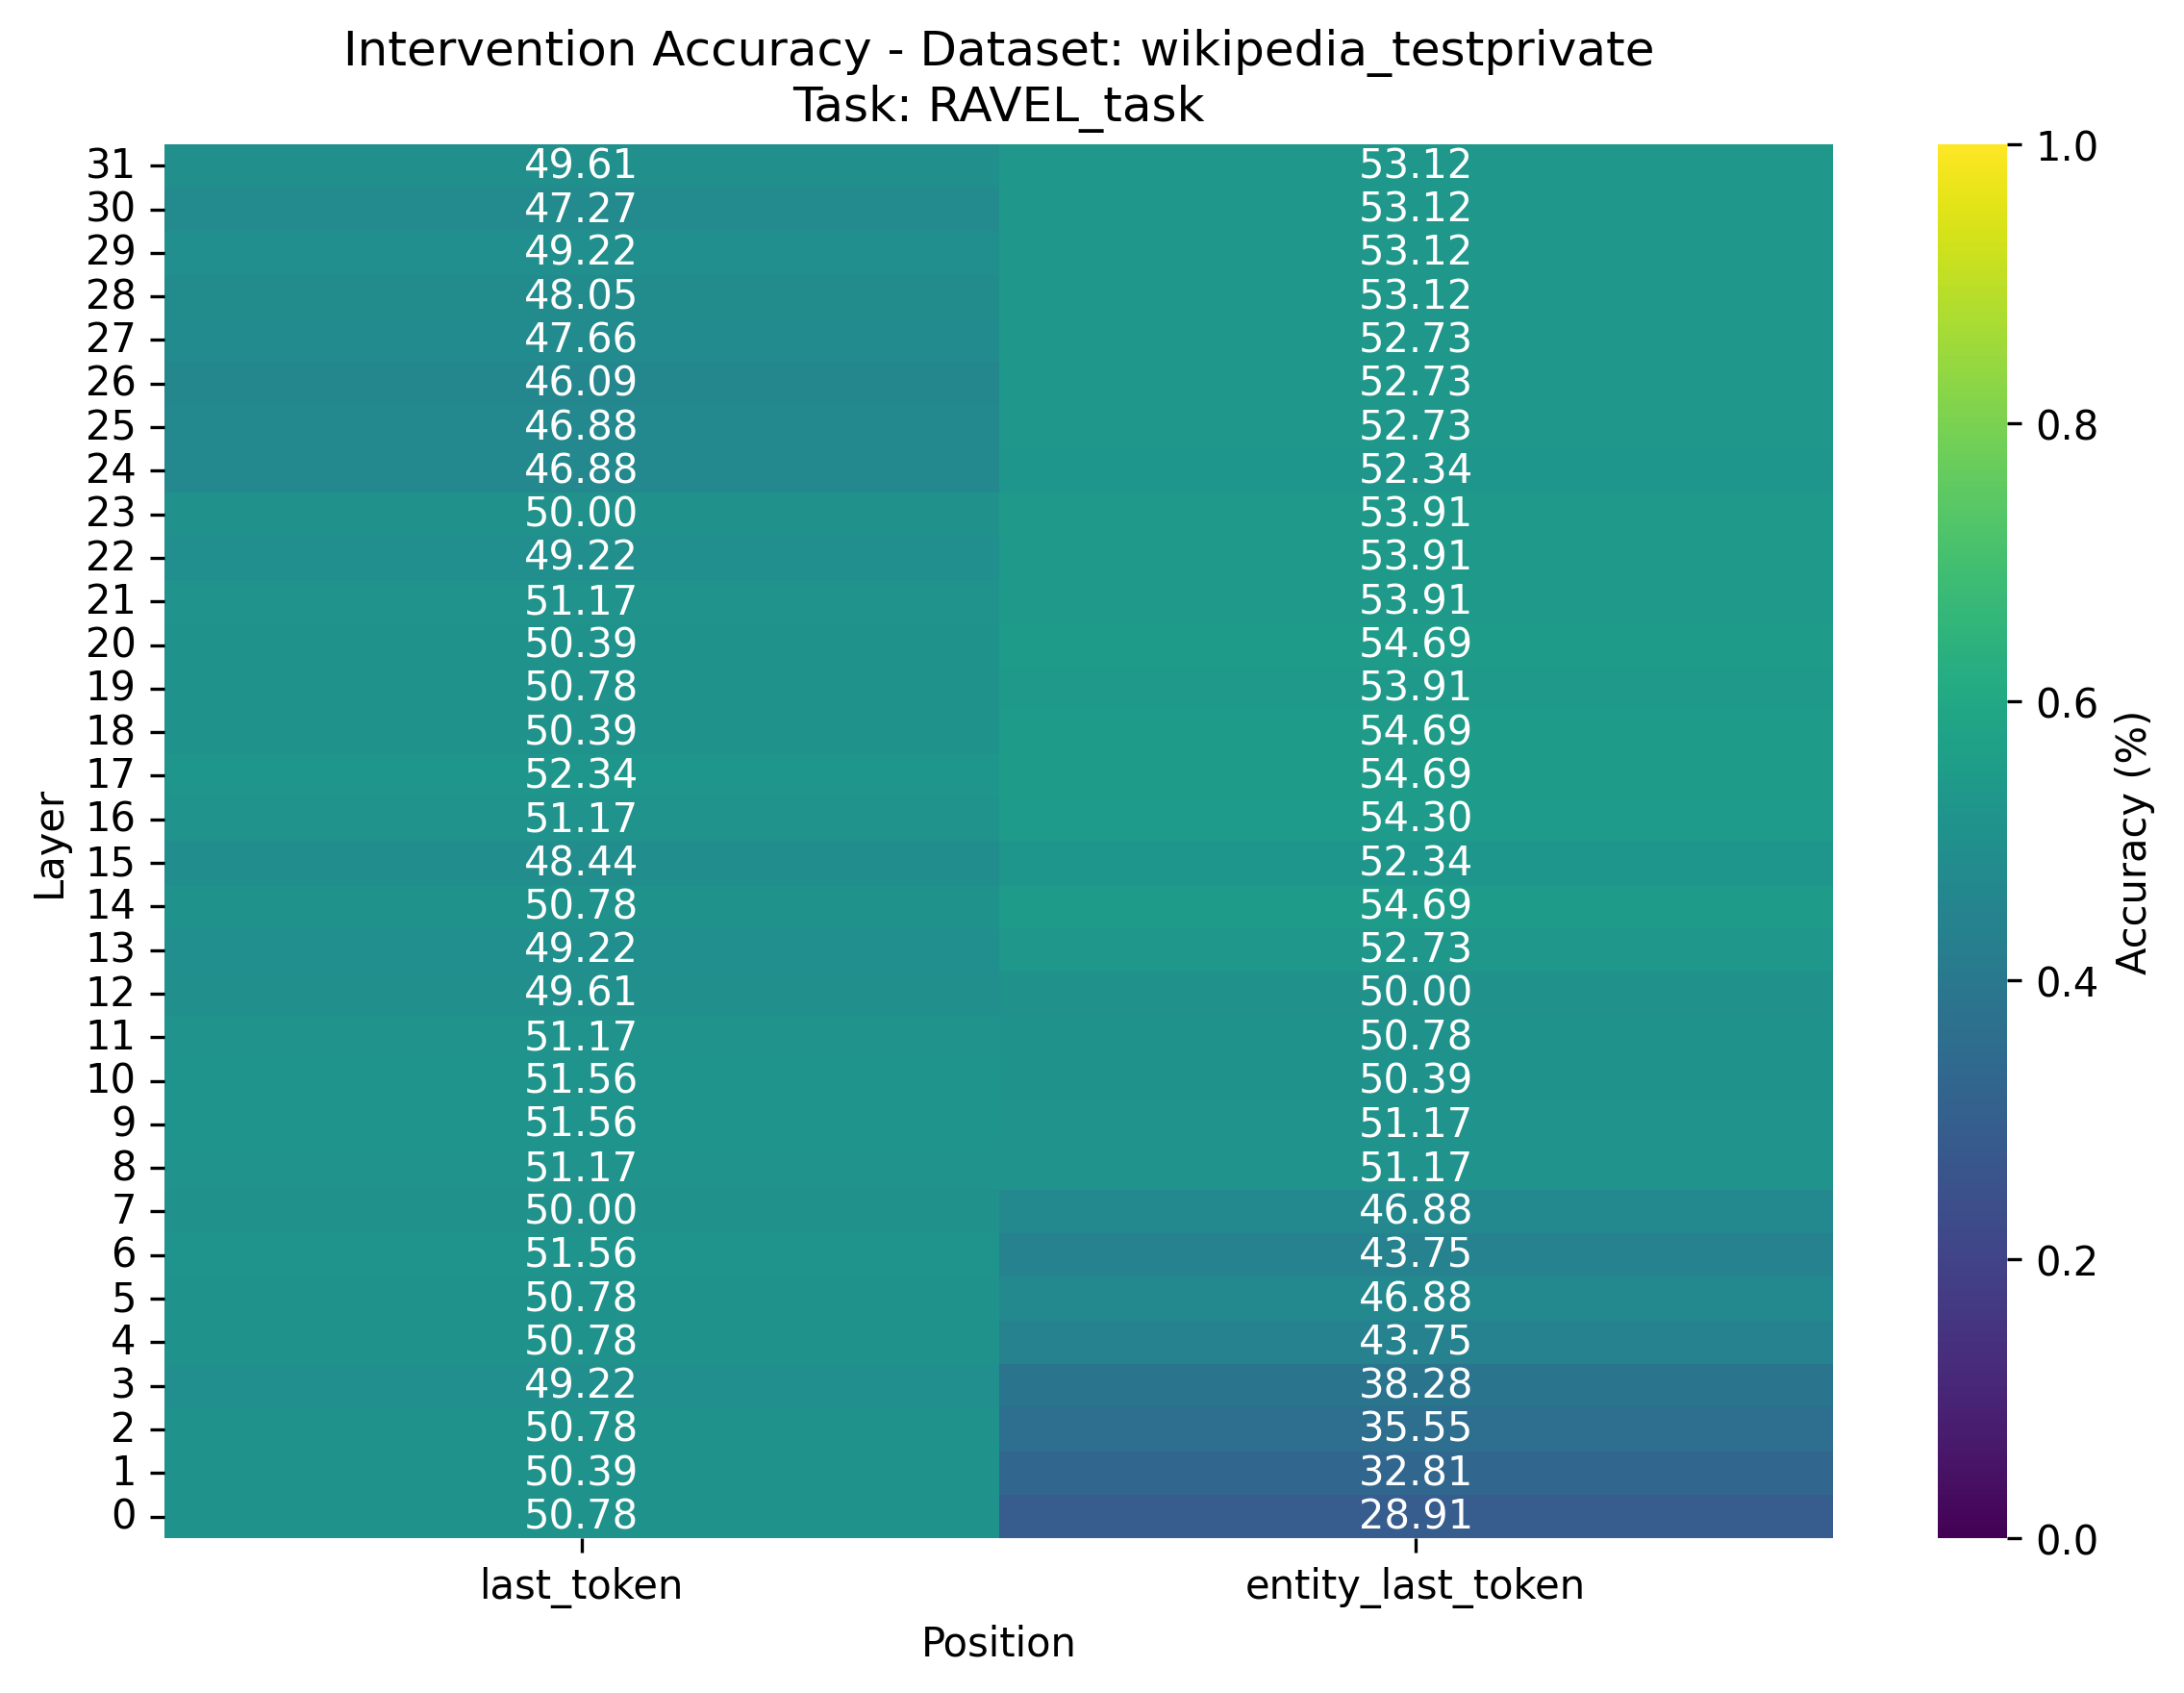 Intervention Accuracy - Dataset: wikipedia_testprivate
Task: RAVEL_task
Layer
31 49.61 53.12
30 47.27 53.12
29 49.22 53.12
28 48.05 53.12
27 47.66 52.73
26 46.09 52.73
25 46.88 52.73
24 46.88 52.34
23 50.00 53.91
22 49.22 53.91
21 51.17 53.91
20 50.39 54.69
19 50.78 53.91
18 50.39 54.69
17 52.34 54.69
16 51.17 54.30
15 48.44 52.34
14 50.78 54.69
13 49.22 52.73
12 49.61 50.00
11 51.17 50.78
10 51.56 50.39
9 51.56 51.17
8 51.17 51.17
7 50.00 46.88
6 51.56 43.75
5 50.78 46.88
4 50.78 43.75
3 49.22 38.28
2 50.78 35.55
1 50.39 32.81
0 50.78 28.91
last_token entity_last_token
Position
1.0
0.8
0.6
0.4
0.2
0.0
Accuracy (%)